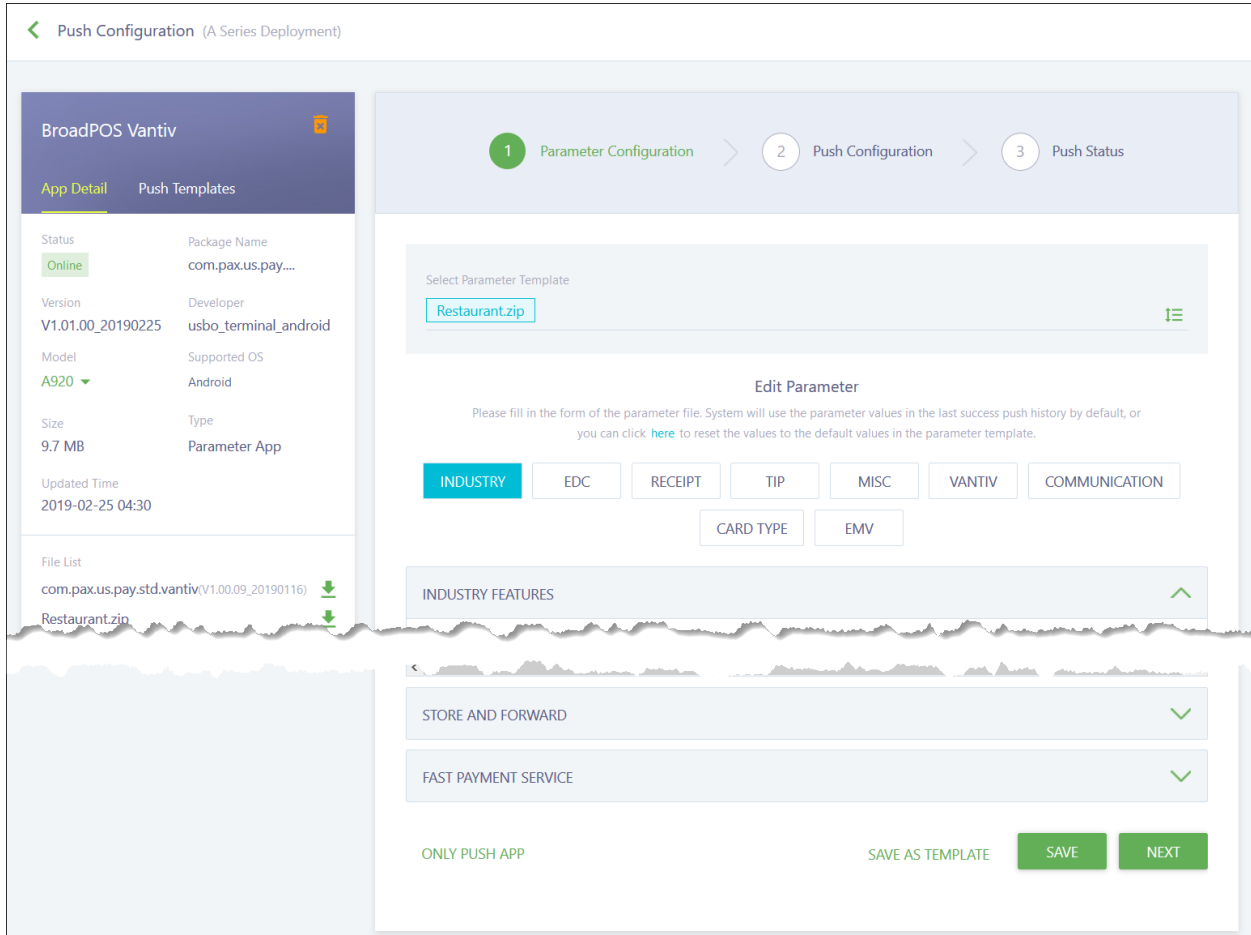 Push Configuration (A Series Deployment)
BroadPOS Vantiv
App Detail Push Templates
Status Package Name
Online com.pax.us.pay....
Version Developer
V1.01.00_20190225 usbo_terminal_android
Model Supported OS
A920 Android
Size Type
9.7 MB Parameter App
Updated Time
2019-02-25 04:30
File List
com.pax.us.pay.std.vantiv(V1.00.09_20190116)
Restaurant.zip
1 Parameter Configuration 2 Push Configuration 3 Push Status
Select Parameter Template
Restaurant.zip
Edit Parameter
Please fill in the form of the parameter file. System will use the parameter values in the last success push history by default, or
you can click here to reset the values to the default values in the parameter template.
INDUSTRY EDC RECEIPT TIP MISC VANTIV COMMUNICATION
CARD TYPE EMV
INDUSTRY FEATURES
STORE AND FORWARD
FAST PAYMENT SERVICE
ONLY PUSH APP SAVE AS TEMPLATE SAVE NEXT